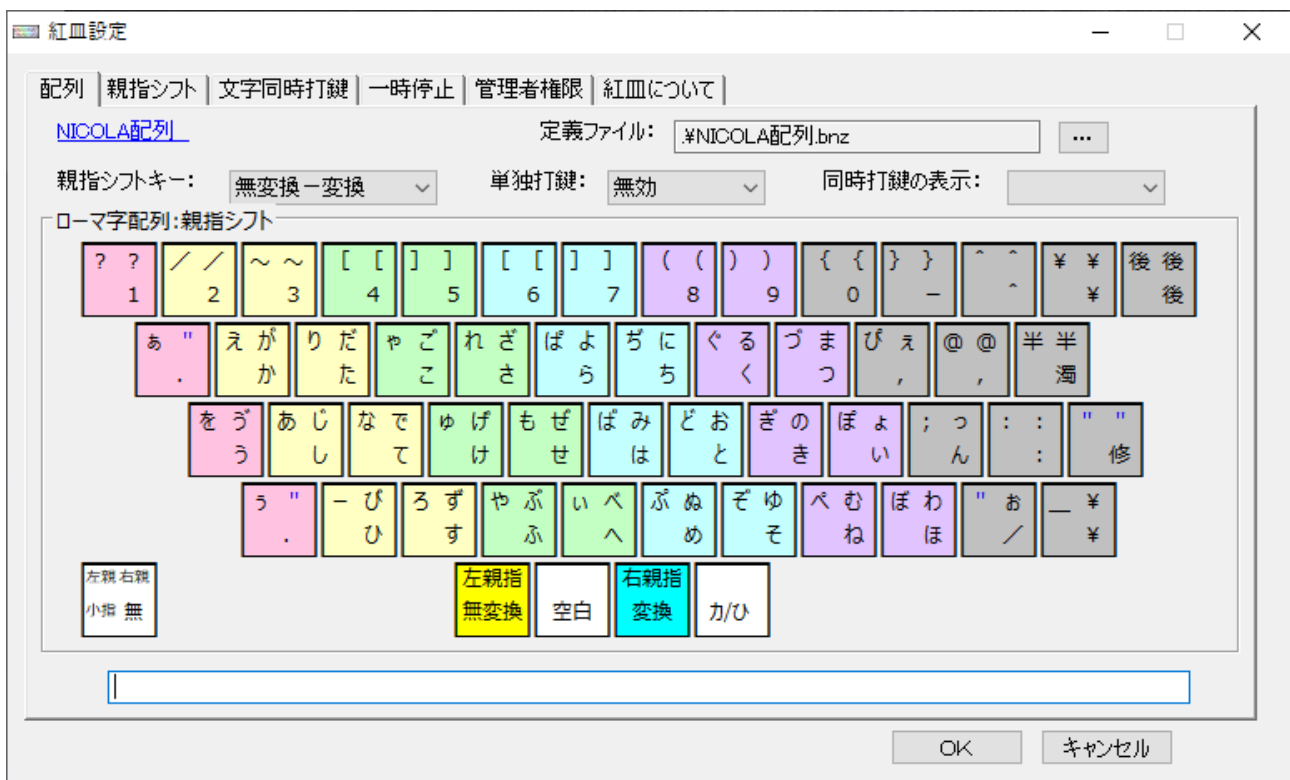 紅皿設定
配列 親指シフト 文字同時打鍵 一時停止 管理者権限 紅皿について
NICOLA配列 定義ファイル: .¥NICOLA配列.bnz ...
親指シフトキー: 無変換－変換 単独打鍵: 無効 同時打鍵の表示:
ローマ字配列:親指シフト
? ? ／ ／ ～ ～ [ [ ] ] [ [ ] ] ( ( ) ) { { } } ^ ^ ¥ ¥ 後 後
1 2 3 4 5 6 7 8 9 0 － ^ ¥ 後
ぁ " え が り だ ゃ ご れ ざ ぱ よ ぢ に ぐ る づ ま ぴ ぇ @ @ 半 半
. か た こ さ ら ち く つ , , 濁
を ゔ あ じ な で ゅ げ も ぜ ば み ど お ぎ の ぽ ょ ; っ : : " "
う し て け せ は と き い ん : 修
ぅ " ー び ろ ず や ぶ ぃ べ ぷ ぬ ぞ ゆ ぺ む ぼ わ " ぉ ＿ ¥
. ひ す ふ へ め そ ね ほ ／ ¥
左親 右親 左親指 右親指
小指 無 無変換 空白 変換 カ/ひ
OK キャンセル